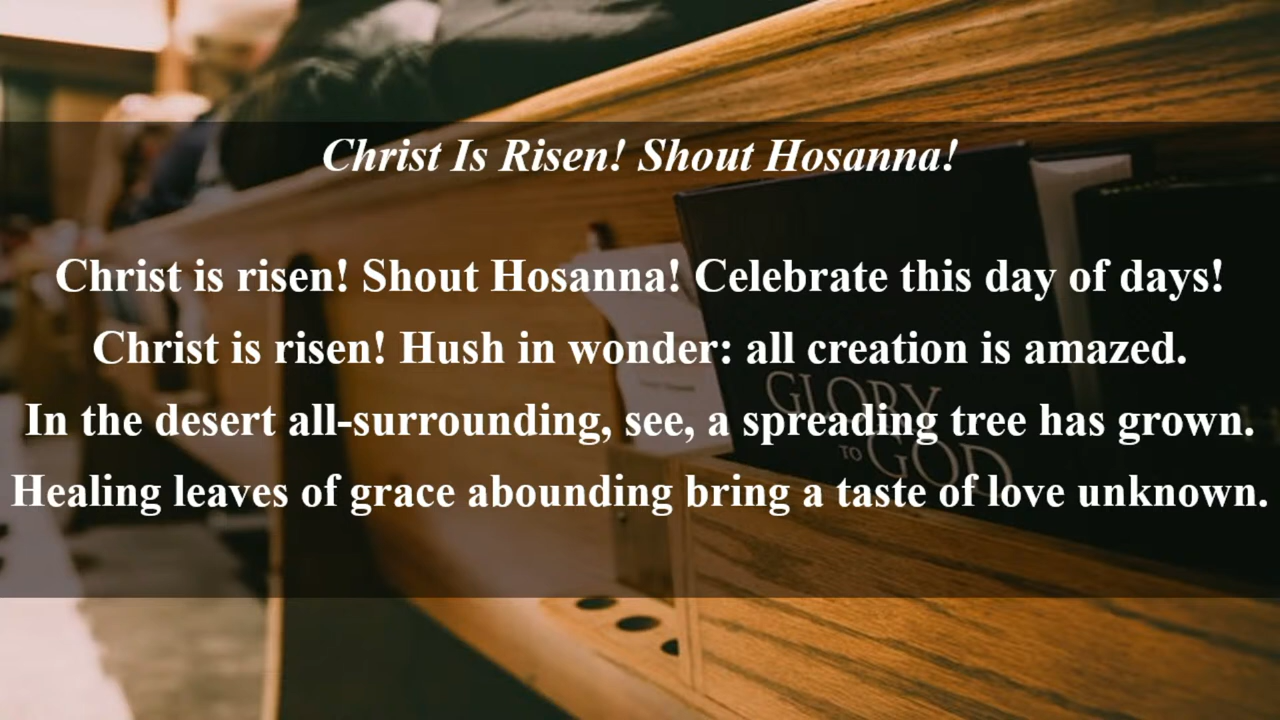 Christ Is Risen! Shout Hosanna!
Christ is risen! Shout Hosanna! Celebrate this day of days!
Christ is risen! Hush in wonder: all creation is amazed.
In the desert all-surrounding, see, a spreading tree has grown.
Healing leaves of grace abounding bring a taste of love unknown.
GLORY
TO GOD